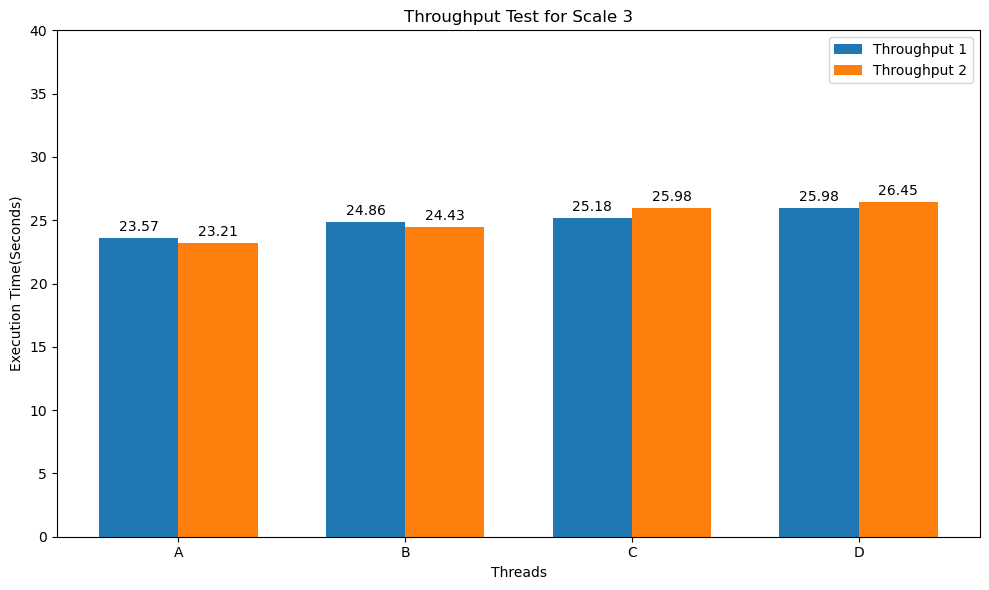 Throughput Test for Scale 3
Throughput 1
Throughput 2
Execution Time(Seconds)
40
35
30
25
20
15
10
5
0
23.57
23.21
24.86
24.43
25.18
25.98
25.98
26.45
A
B
C
D
Threads